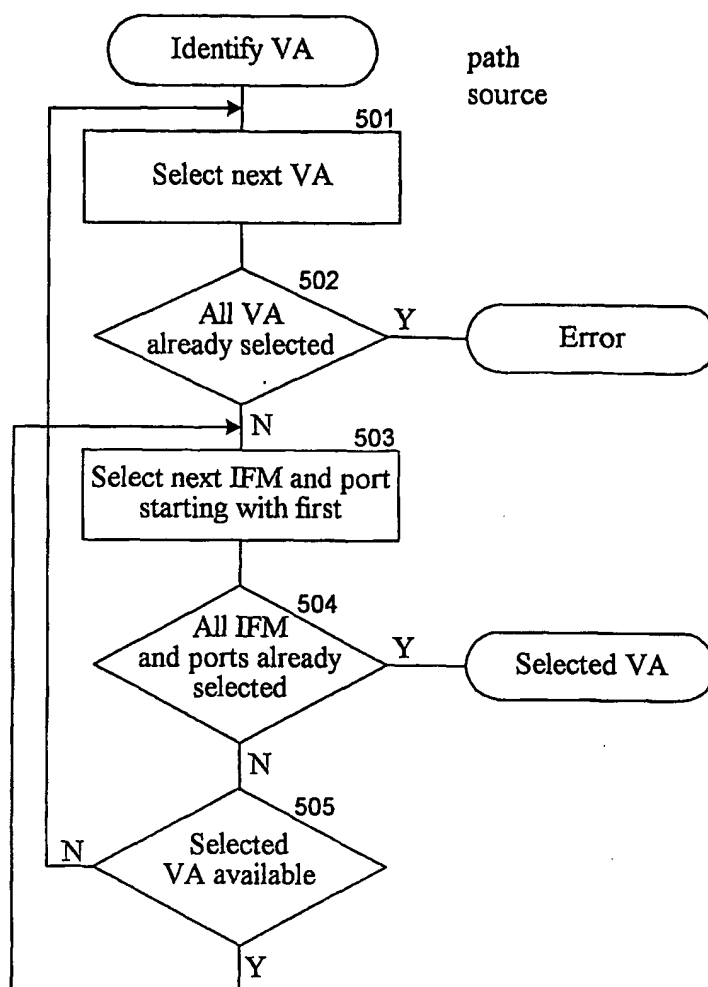 Identify VA
path
source
501
Select next VA
502
All VA
already selected
Y
Error
N
503
Select next IFM and port
starting with first
504
All IFM
and ports already
selected
Y
Selected VA
N
505
Selected
VA available
N
Y